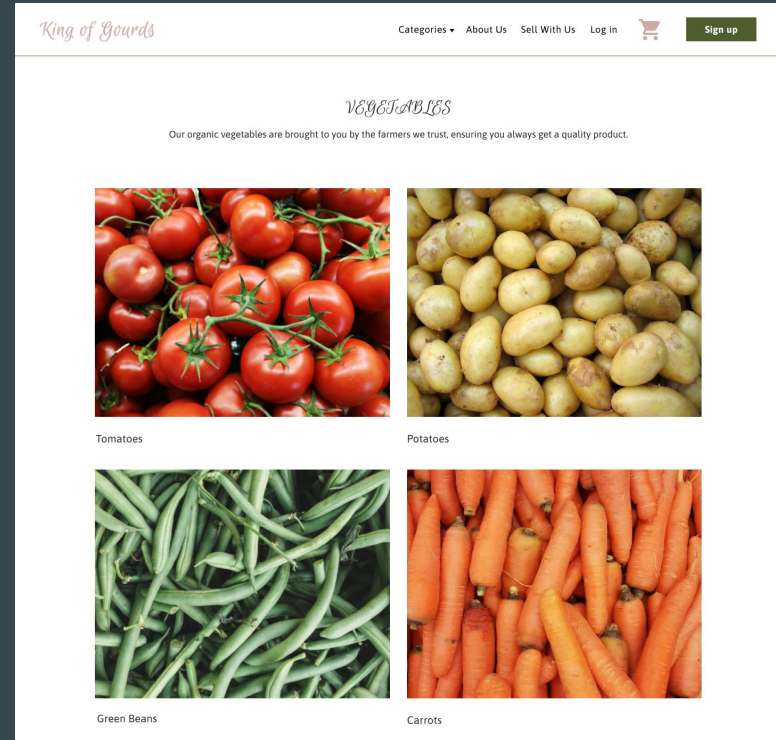 King of Gourds
Categories About Us Sell With Us Log in Sign up
VEGETABLES
Our organic vegetables are brought to you by the farmers we trust, ensuring you always get a quality product.
Tomatoes Potatoes
Green Beans Carrots